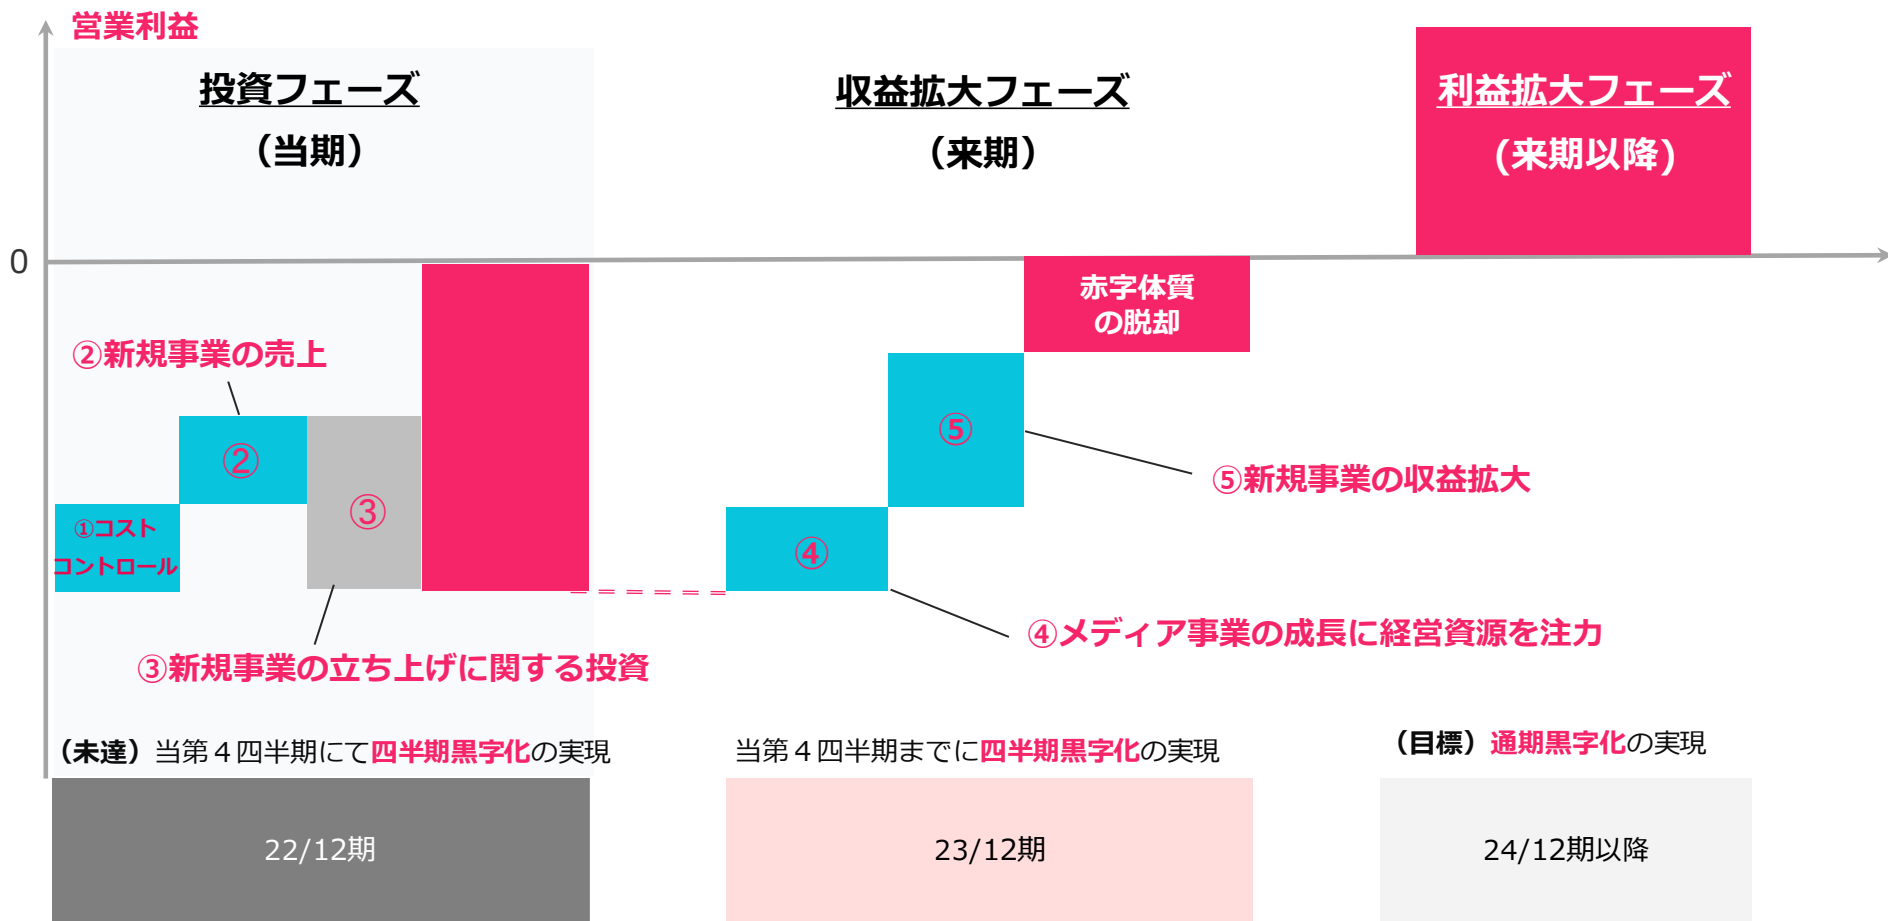 営業利益
投資フェーズ
（当期）
収益拡大フェーズ
（来期）
利益拡大フェーズ
(来期以降)
0
赤字体質
の脱却
②新規事業の売上
②
①コスト
コントロール
③
③新規事業の立ち上げに関する投資
⑤
⑤新規事業の収益拡大
④
④メディア事業の成長に経営資源を注力
（未達）当第４四半期にて四半期黒字化の実現
当第４四半期までに四半期黒字化の実現
（目標）通期黒字化の実現
22/12期
23/12期
24/12期以降